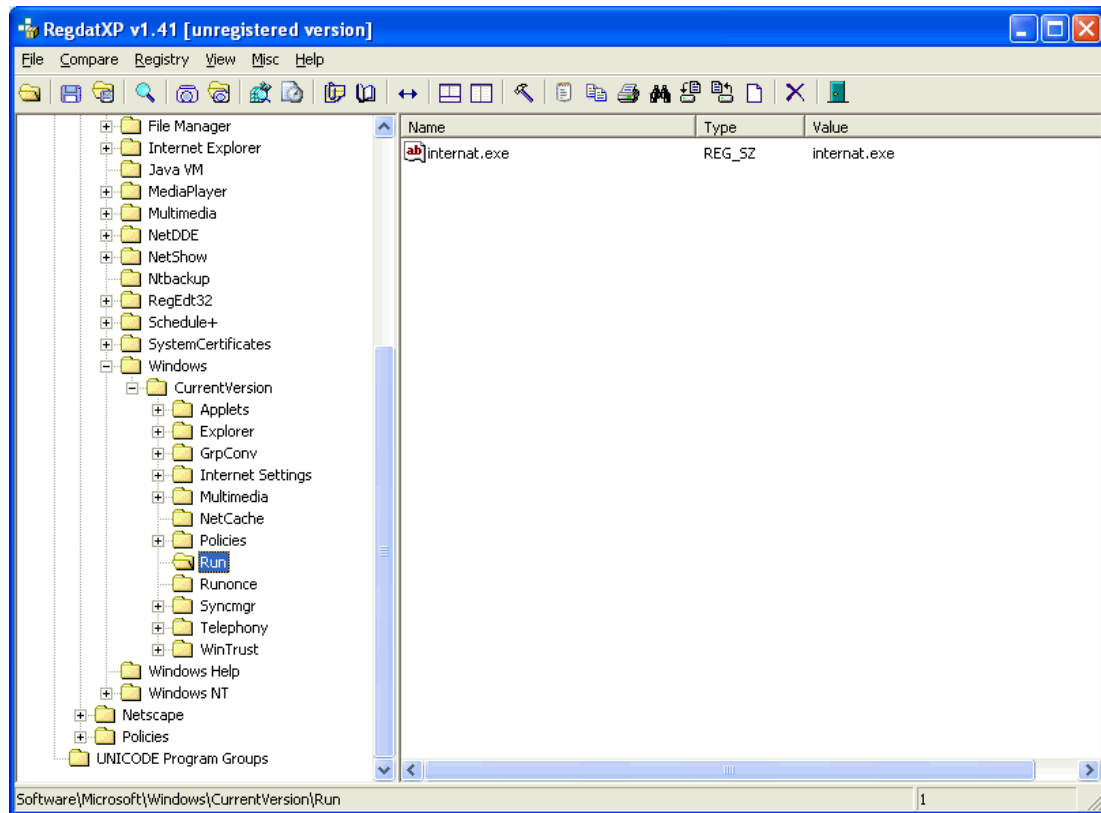 RegdatXP v1.41 [unregistered version]
File Compare Registry View Misc Help
File Manager
Internet Explorer
Java VM
MediaPlayer
Multimedia
NetDDE
NetShow
Ntbackup
RegEdt32
Schedule+
SystemCertificates
Windows
CurrentVersion
Applets
Explorer
GrpConv
Internet Settings
Multimedia
NetCache
Policies
Run
Runonce
Syncmgr
Telephony
WinTrust
Windows Help
Windows NT
Netscape
Policies
UNICODE Program Groups
Name Type Value
ab internat.exe REG_SZ internat.exe
Software\Microsoft\Windows\CurrentVersion\Run 1